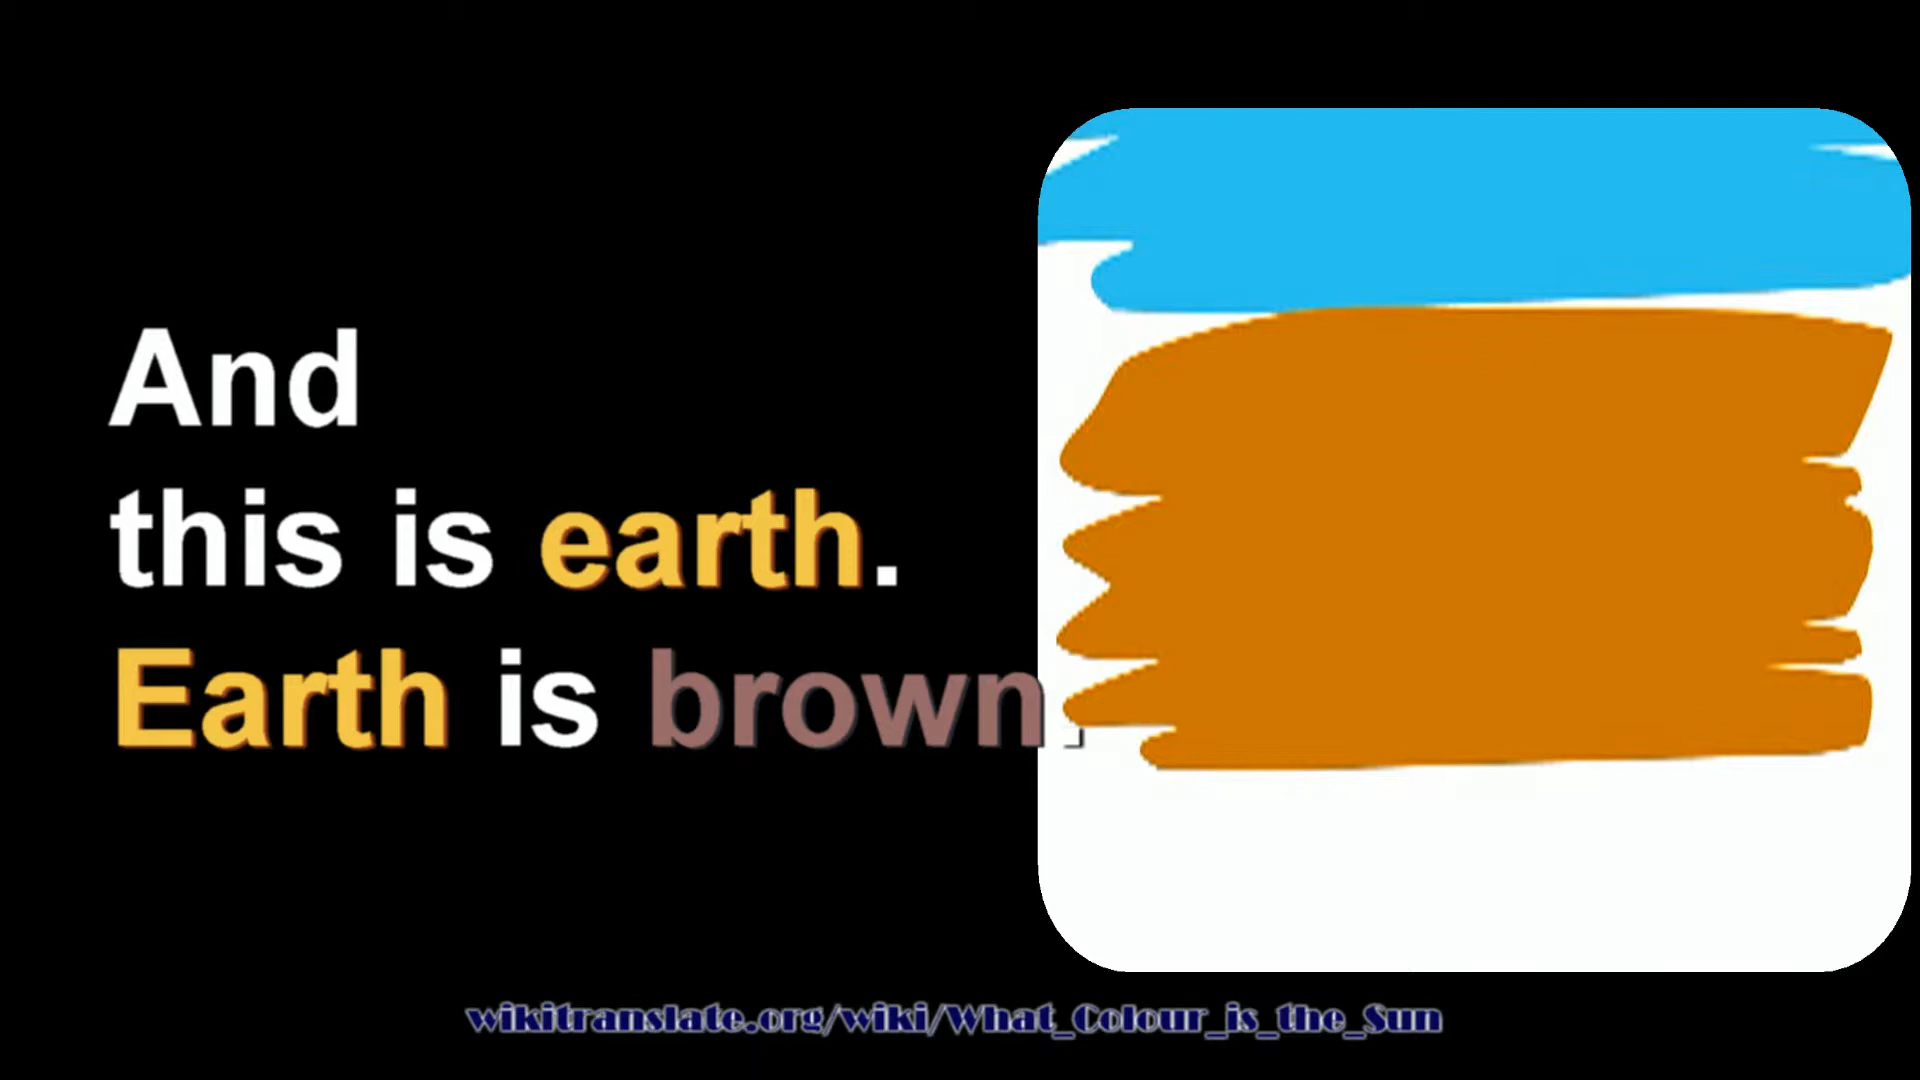 And
this is earth.
Earth is brown.
wikitranslate.org/wiki/What_Colour_is_the_Sun